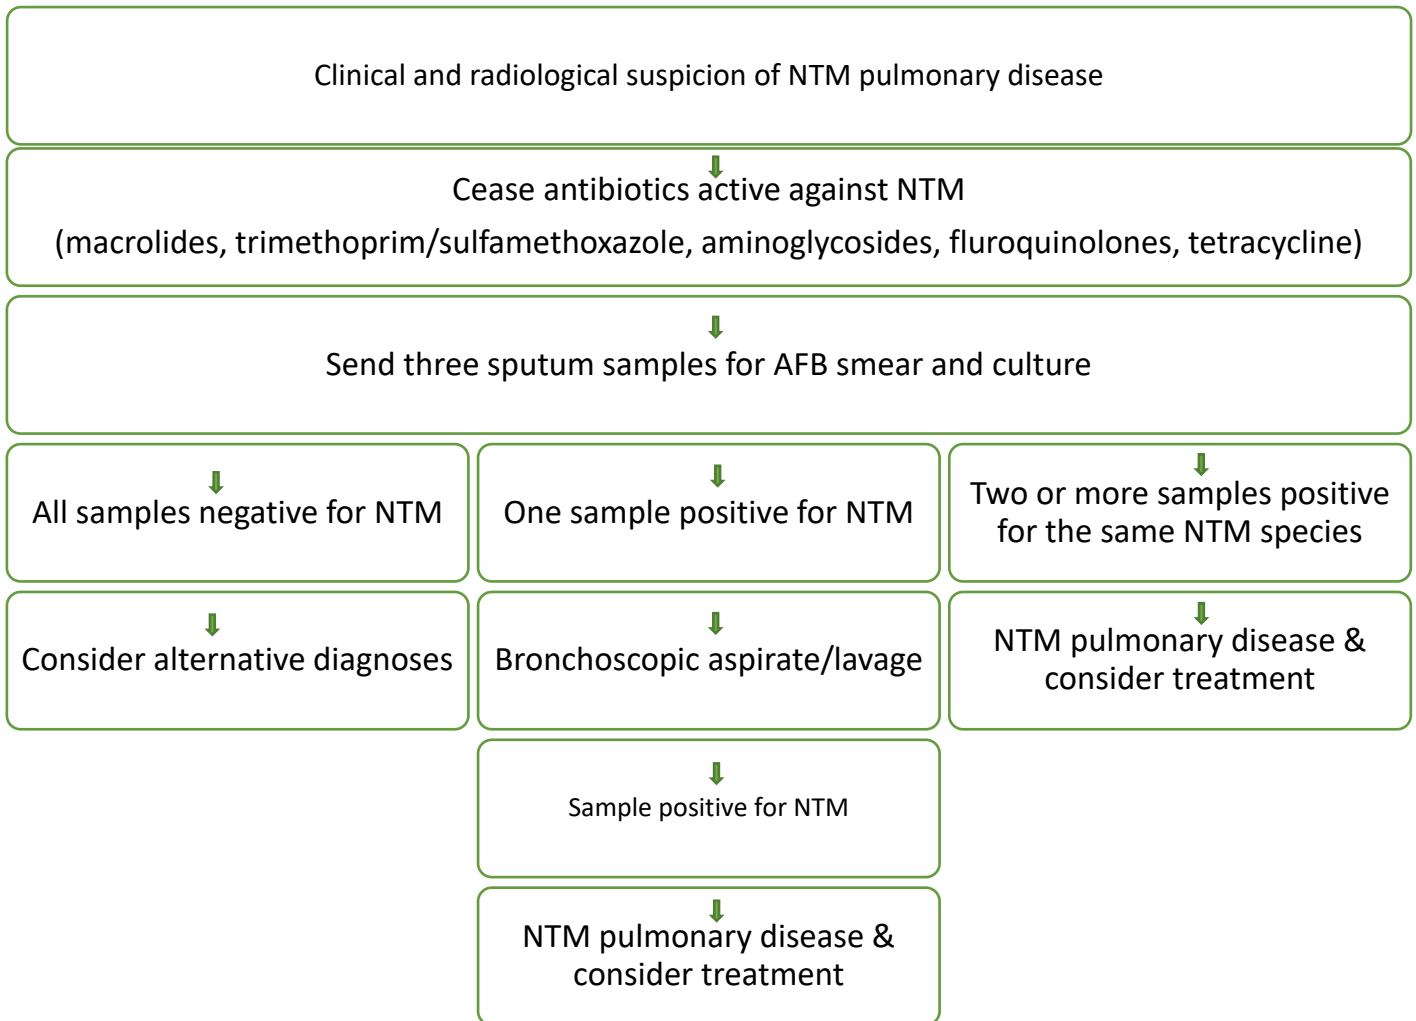 Clinical and radiological suspicion of NTM pulmonary disease
Cease antibiotics active against NTM
(macrolides, trimethoprim/sulfamethoxazole, aminoglycosides, fluroquinolones, tetracycline)
Send three sputum samples for AFB smear and culture
All samples negative for NTM
One sample positive for NTM
Two or more samples positive
for the same NTM species
Consider alternative diagnoses
Bronchoscopic aspirate/lavage
NTM pulmonary disease &
consider treatment
Sample positive for NTM
NTM pulmonary disease &
consider treatment